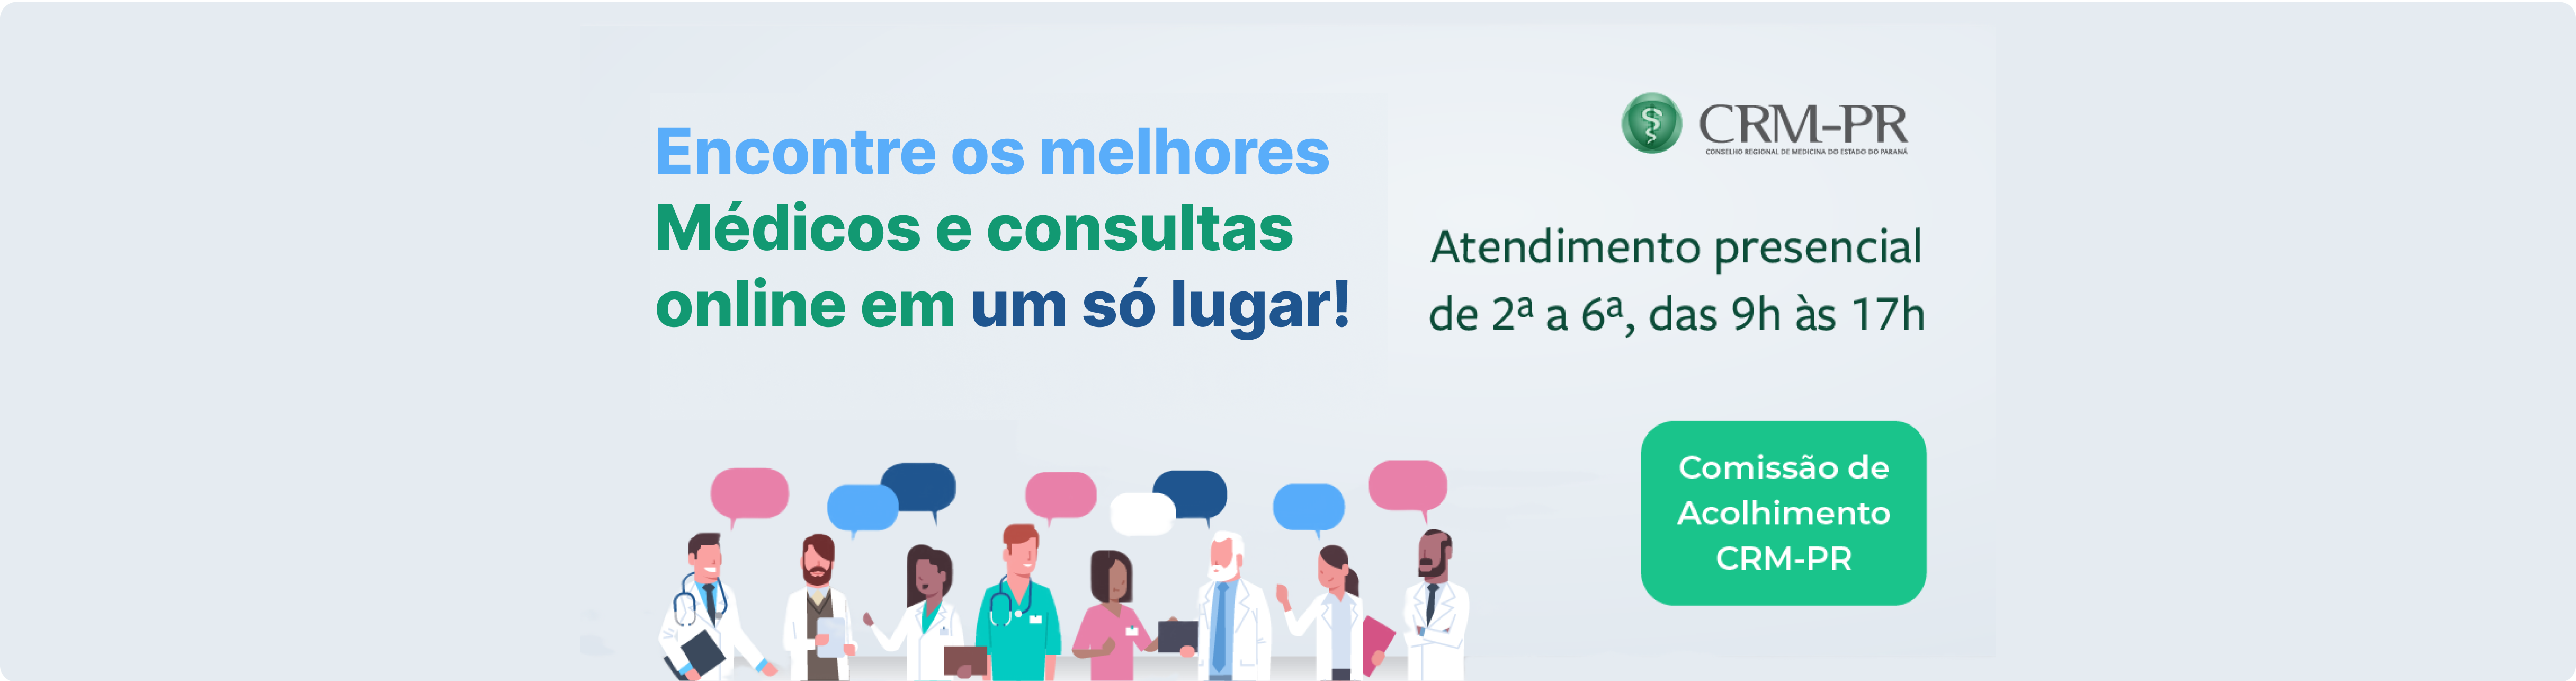 Encontre os melhores
Médicos e consultas
online em um só lugar!
CRM-PR
CONSELHO REGIONAL DE MEDICINA DO ESTADO DO PARANÁ
Atendimento presencial
de 2ª a 6ª, das 9h às 17h
Comissão de
Acolhimento
CRM-PR